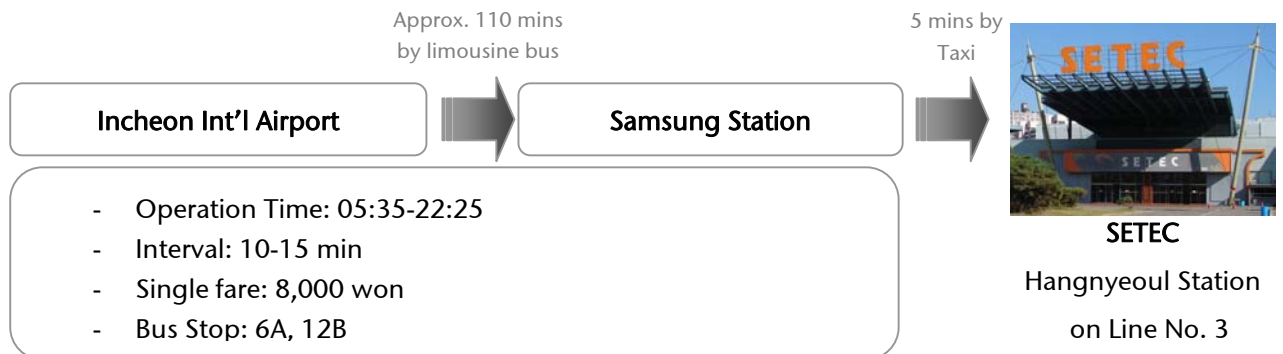 Approx. 110 mins
by limousine bus
5 mins by
Taxi
Incheon Int'l Airport
Samsung Station
SETEC
SETEC
- Operation Time: 05:35-22:25
- Interval: 10-15 min
- Single fare: 8,000 won
- Bus Stop: 6A, 12B
SETEC
Hangnyeoul Station
on Line No. 3